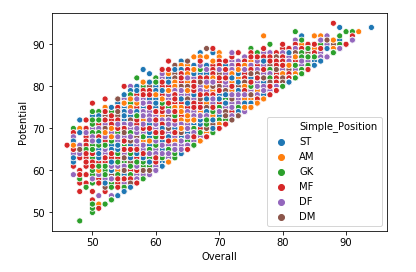 90
80
70
60
50
Potential
50
60
70
80
90
Overall
Simple_Position
ST
AM
GK
MF
DF
DM